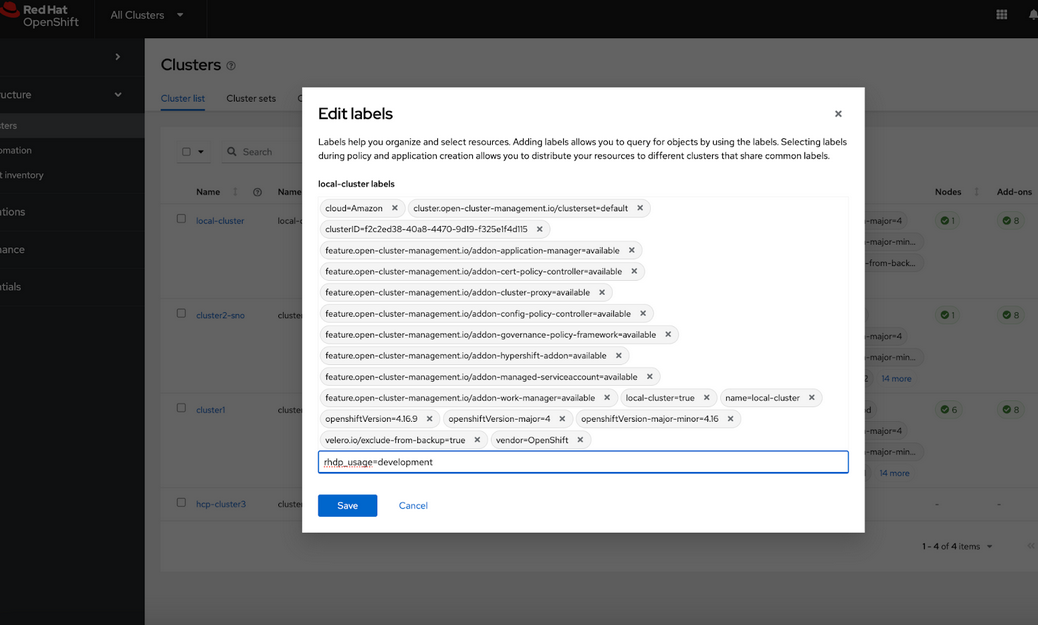 Red Hat
OpenShift
All Clusters
ucture
ters
omation
t inventory
tions
nance
ntials
Clusters
Cluster list Cluster sets C
Search
Name Name Nodes Add-ons
local-cluster local-c -major=4 1 8
-major-min...
-from-back...
cluster2-sno cluste 1 8
-major=4
-major-min...
2 14 more
cluster1 cluste d 6 8
-major=4
-major-min...
14 more
hcp-cluster3 cluste - -
1 - 4 of 4 items
Edit labels
Labels help you organize and select resources. Adding labels allows you to query for objects by using the labels. Selecting labels
during policy and application creation allows you to distribute your resources to different clusters that share common labels.
local-cluster labels
cloud=Amazon cluster.open-cluster-management.io/clusterset=default
clusterID=f2c2ed38-40a8-4470-9d19-f325e1f4d115
feature.open-cluster-management.io/addon-application-manager=available
feature.open-cluster-management.io/addon-cert-policy-controller=available
feature.open-cluster-management.io/addon-cluster-proxy=available
feature.open-cluster-management.io/addon-config-policy-controller=available
feature.open-cluster-management.io/addon-governance-policy-framework=available
feature.open-cluster-management.io/addon-hypershift-addon=available
feature.open-cluster-management.io/addon-managed-serviceaccount=available
feature.open-cluster-management.io/addon-work-manager=available local-cluster=true name=local-cluster
openshiftVersion=4.16.9 openshiftVersion-major=4 openshiftVersion-major-minor=4.16
velero.io/exclude-from-backup=true vendor=OpenShift
rhdp_usage=development
Save Cancel